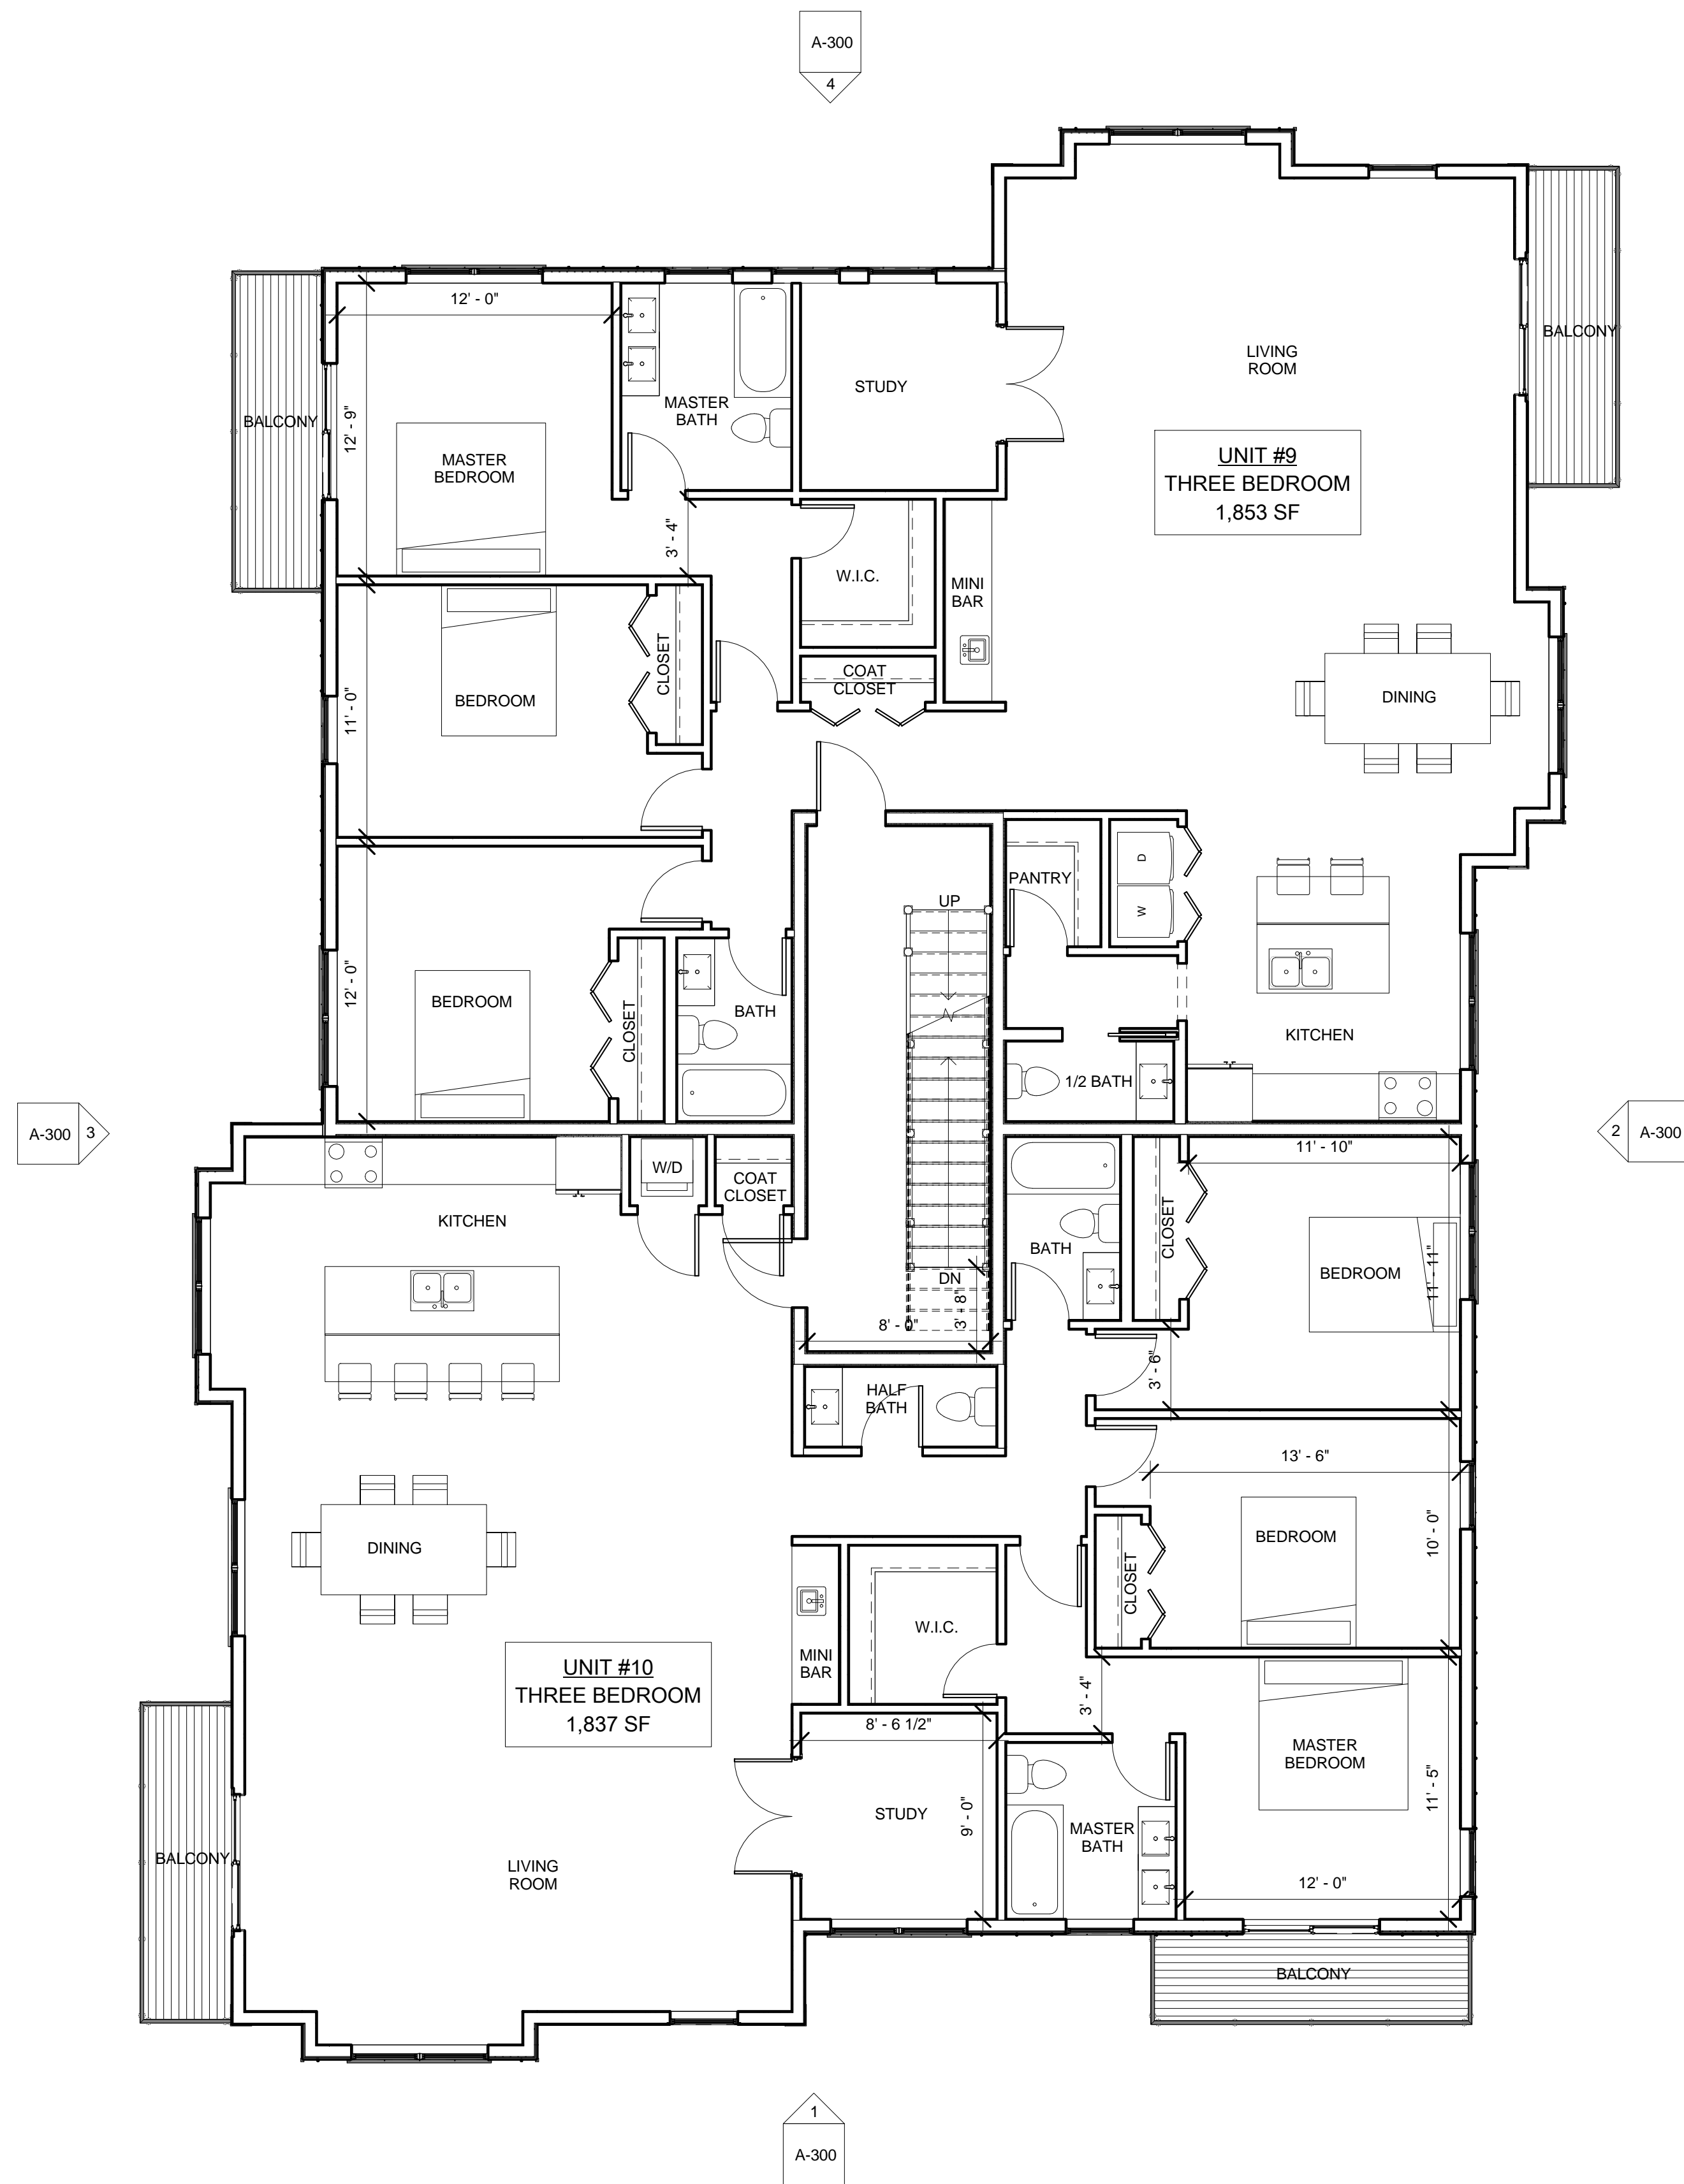 A-300
4
12' - 0"
BALCONY
LIVING
ROOM
STUDY
MASTER
BATH
BALCONY
12' - 9"
MASTER
BEDROOM
UNIT #9
THREE BEDROOM
1,853 SF
3' - 4"
W.I.C.
MINI
BAR
CLOSET
COAT
CLOSET
BEDROOM
11' - 0"
DINING
D
PANTRY
UP
W
12' - 0"
BEDROOM
BATH
CLOSET
KITCHEN
1/2 BATH
A-300
3
2
A-300
11' - 10"
W/D
COAT
CLOSET
KITCHEN
CLOSET
BATH
BEDROOM
11' - 11"
DN
3' - 8"
8' - 0"
3' - 6"
HALF
BATH
13' - 6"
BEDROOM
10' - 0"
DINING
CLOSET
W.I.C.
MINI
BAR
UNIT #10
THREE BEDROOM
1,837 SF
3' - 4"
8' - 6 1/2"
MASTER
BEDROOM
11' - 5"
STUDY
9' - 0"
MASTER
BATH
BALCONY
LIVING
ROOM
12' - 0"
BALCONY
1
A-300